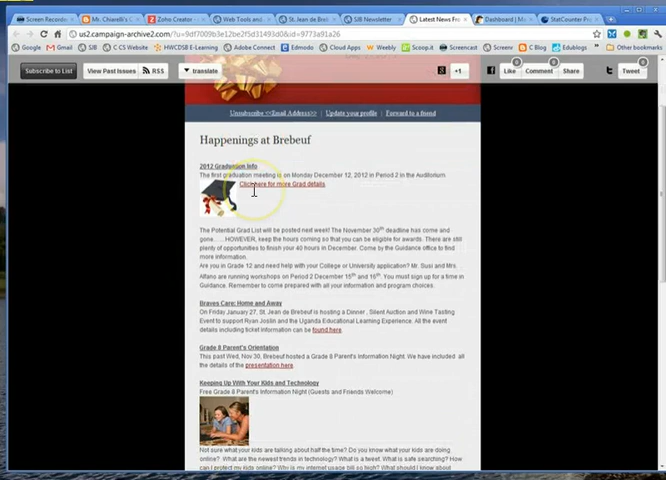 Screen Recorder
Mr. Chiarelli's C
Zoho Creator -
Web Tools and
St. Jean de Bre
SJB Newsletter
Latest News Fro
Dashboard | M
StatCounter Pr
us2.campaign-archive2.com/?u=9df7009b3e12be2f5d31493d0&id=9773a91a26
Google
Gmail
SJB
C CS Website
HWCDSB E-Learning
Adobe Connect
Edmodo
Cloud Apps
Weebly
Scoop.it
Screencast
Screenr
C Blog
Edublogs
Other bookmarks
Subscribe to List
View Past Issues
RSS
translate
+1
0
Like
0
Comment
Share
0
Tweet
Unsubscribe <<Email Address>> | Update your profile | Forward to a friend
Happenings at Brebeuf
2012 Graduation Info
The first graduation meeting is on Monday December 12, 2012 in Period 2 in the Auditorium.
Click here for more Grad details.
The Potential Grad List will be posted next week! The November 30th deadline has come and
gone.....HOWEVER, keep the hours coming so that you can be eligible for awards. There are still
plenty of opportunities to finish your 40 hours in December. Come by the Guidance office to find
more information.
Are you in Grade 12 and need help with your College or University application? Mr. Susi and Mrs.
Alfano are running workshops on Period 2 December 15th and 16th. You must sign up for a time in
Guidance. Remember to come prepared with all your information and program choices.
Braves Care: Home and Away
On Friday January 27, St. Jean de Brebeuf is hosting a Dinner , Silent Auction and Wine Tasting
Event to support Ryan Joslin and the Uganda Educational Learning Experience. All the event
details including ticket information can be found here.
Grade 8 Parent's Orientation
This past Wed, Nov 30, Brebeuf hosted a Grade 8 Parent's Information Night. We have included all
the details of the presentation here.
Keeping Up With Your Kids and Technology
Free Grade 8 Parent's Information Night (Guests and Friends Welcome)
Not sure what your kids are talking about half the time? Do you know what your kids are doing
online? What are the newest trends in technology? What is a tweet. What is safe searching? How
can I protect my kids online? Why is my internet usage bill so high? What should I know about